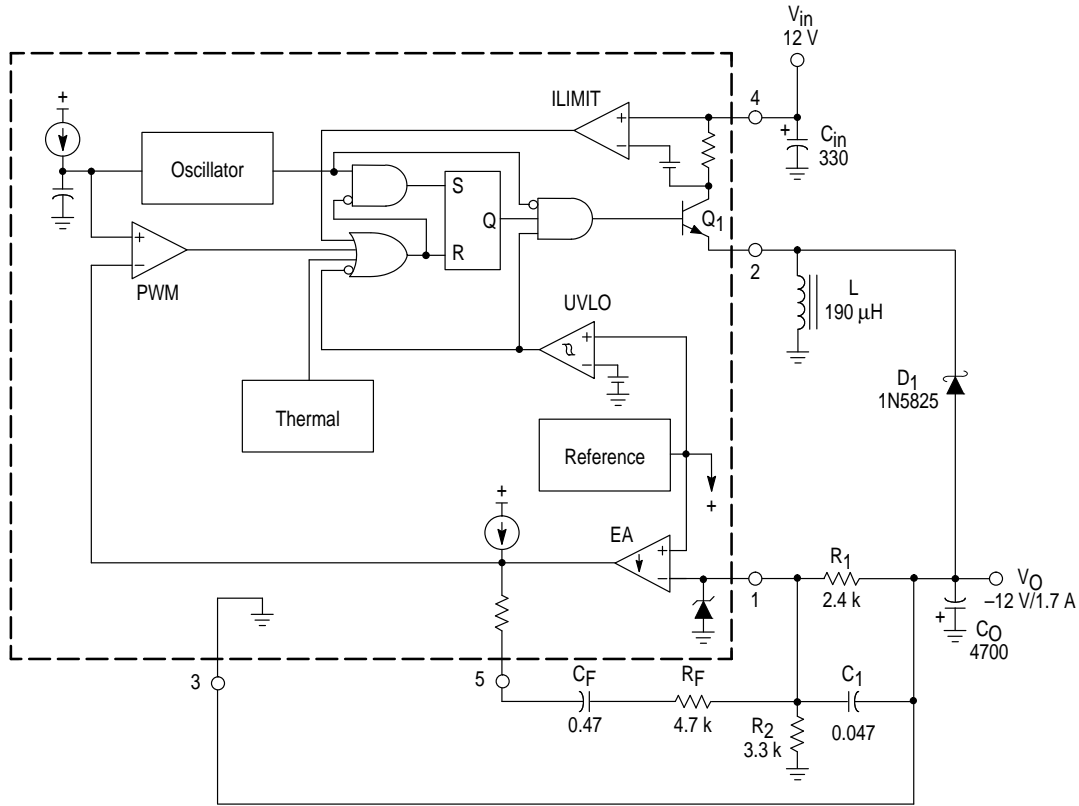 Vin
12 V
4
Cin
330
+
ILIMIT
+
–
+
Oscillator
S
Q
R
Q1
+
–
PWM
2
L
190 µH
UVLO
+
–
D1
1N5825
Thermal
Reference
+
+
EA
+
–
1
R1
2.4 k
VO
–12 V/1.7 A
+
CO
4700
3
5
CF
0.47
RF
4.7 k
R2
3.3 k
C1
0.047